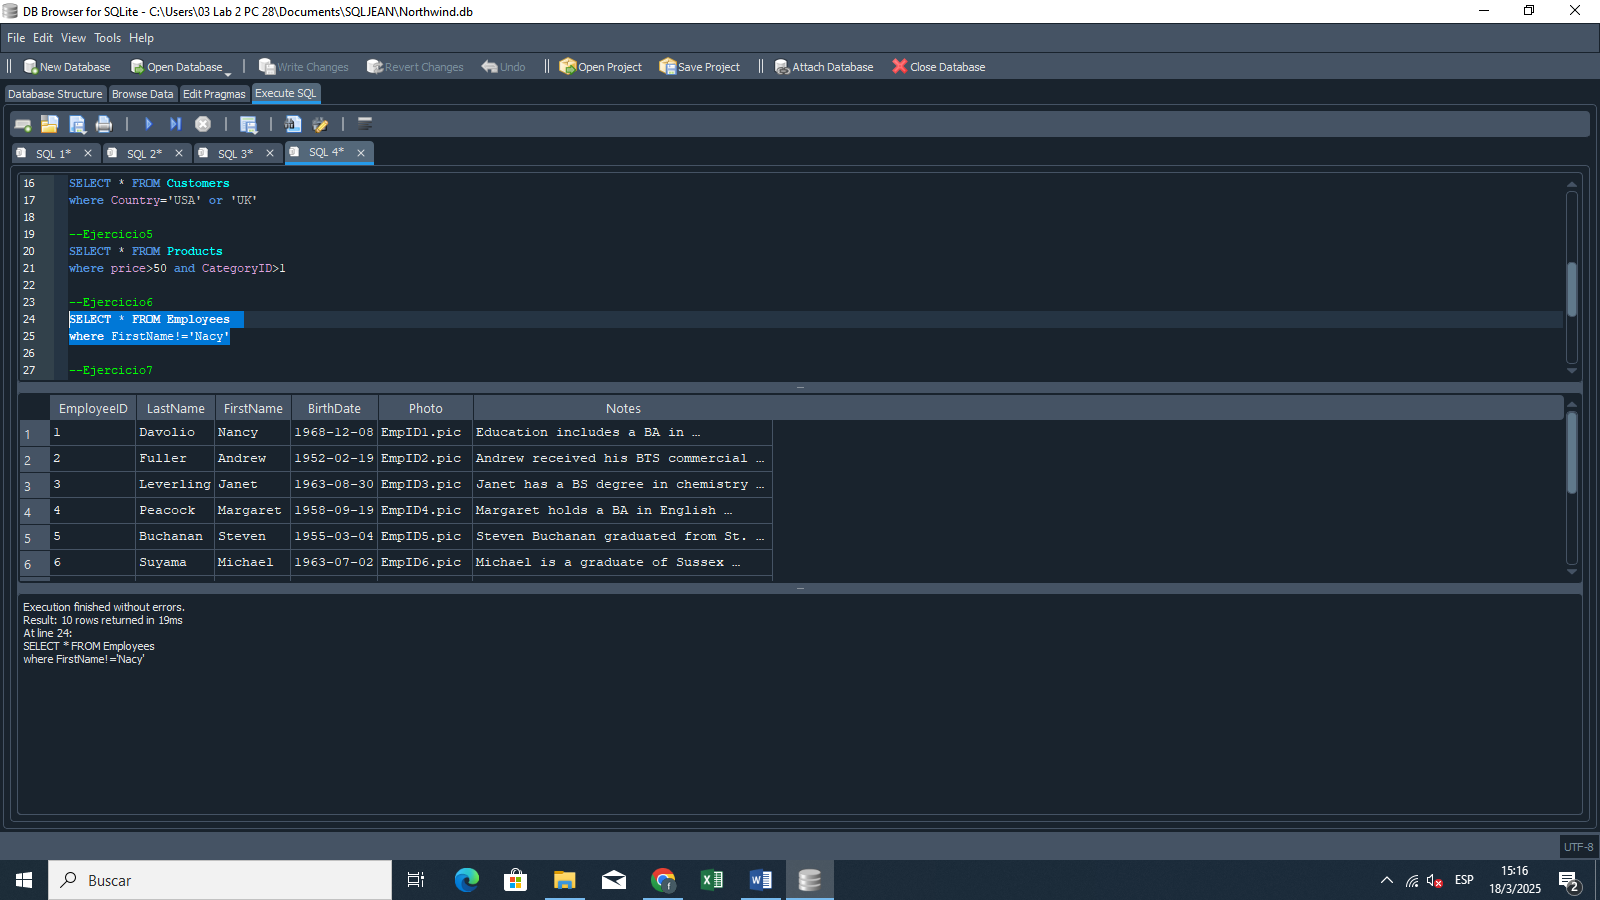 DB Browser for SQLite - C:\Users\03 Lab 2 PC 28\Documents\SQLJEAN\Northwind.db
File Edit View Tools Help
New Database Open Database Write Changes Revert Changes Undo Open Project Save Project Attach Database Close Database
Database Structure Browse Data Edit Pragmas Execute SQL
SQL 1* SQL 2* SQL 3* SQL 4*
16 SELECT * FROM Customers
17 where Country='USA' or 'UK'
18
19 --Ejercicio5
20 SELECT * FROM Products
21 where price>50 and CategoryID>1
22
23 --Ejercicio6
24 SELECT * FROM Employees
25 where FirstName!='Nacy'
26
27 --Ejercicio7
EmployeeID LastName FirstName BirthDate Photo Notes
1 1 Davolio Nancy 1968-12-08 EmpID1.pic Education includes a BA in …
2 2 Fuller Andrew 1952-02-19 EmpID2.pic Andrew received his BTS commercial …
3 3 Leverling Janet 1963-08-30 EmpID3.pic Janet has a BS degree in chemistry …
4 4 Peacock Margaret 1958-09-19 EmpID4.pic Margaret holds a BA in English …
5 5 Buchanan Steven 1955-03-04 EmpID5.pic Steven Buchanan graduated from St. …
6 6 Suyama Michael 1963-07-02 EmpID6.pic Michael is a graduate of Sussex …
Execution finished without errors.
Result: 10 rows returned in 19ms
At line 24:
SELECT * FROM Employees
where FirstName!='Nacy'
UTF-8
Buscar
ESP
15:16
18/3/2025
2